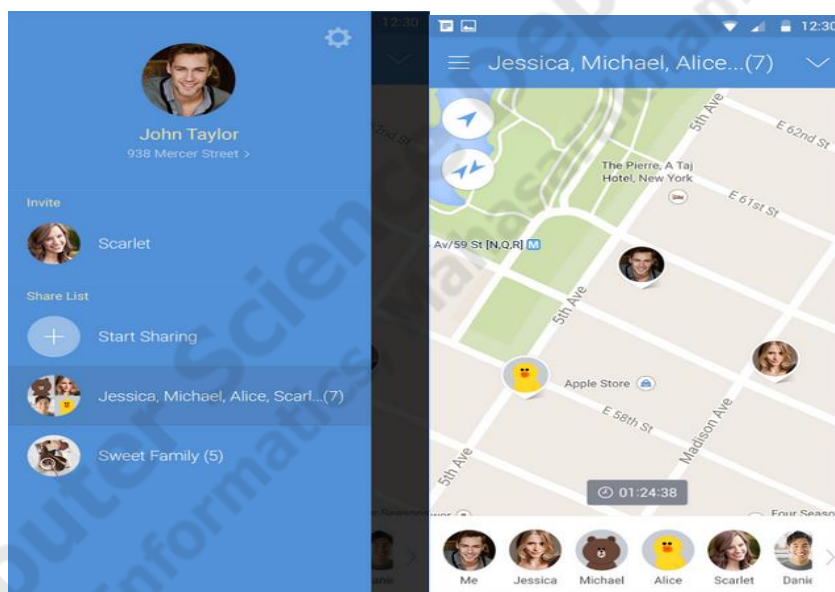 12:30
John Taylor
938 Mercer Street >
Invite
Scarlet
Share List
Start Sharing
Jessica, Michael, Alice, Scarl...(7)
Sweet Family (5)
12:30
Jessica, Michael, Alice...(7)
5th Ave
E 62nd St
The Pierre, A Taj
Hotel, New York
E 61st St
Av/59 St [N,Q,R] M
5th Ave
Apple Store
E 58th St
Madison Ave
5th Ave
01:24:38
Four Seaso
Me
Jessica
Michael
Alice
Scarlet
Danie